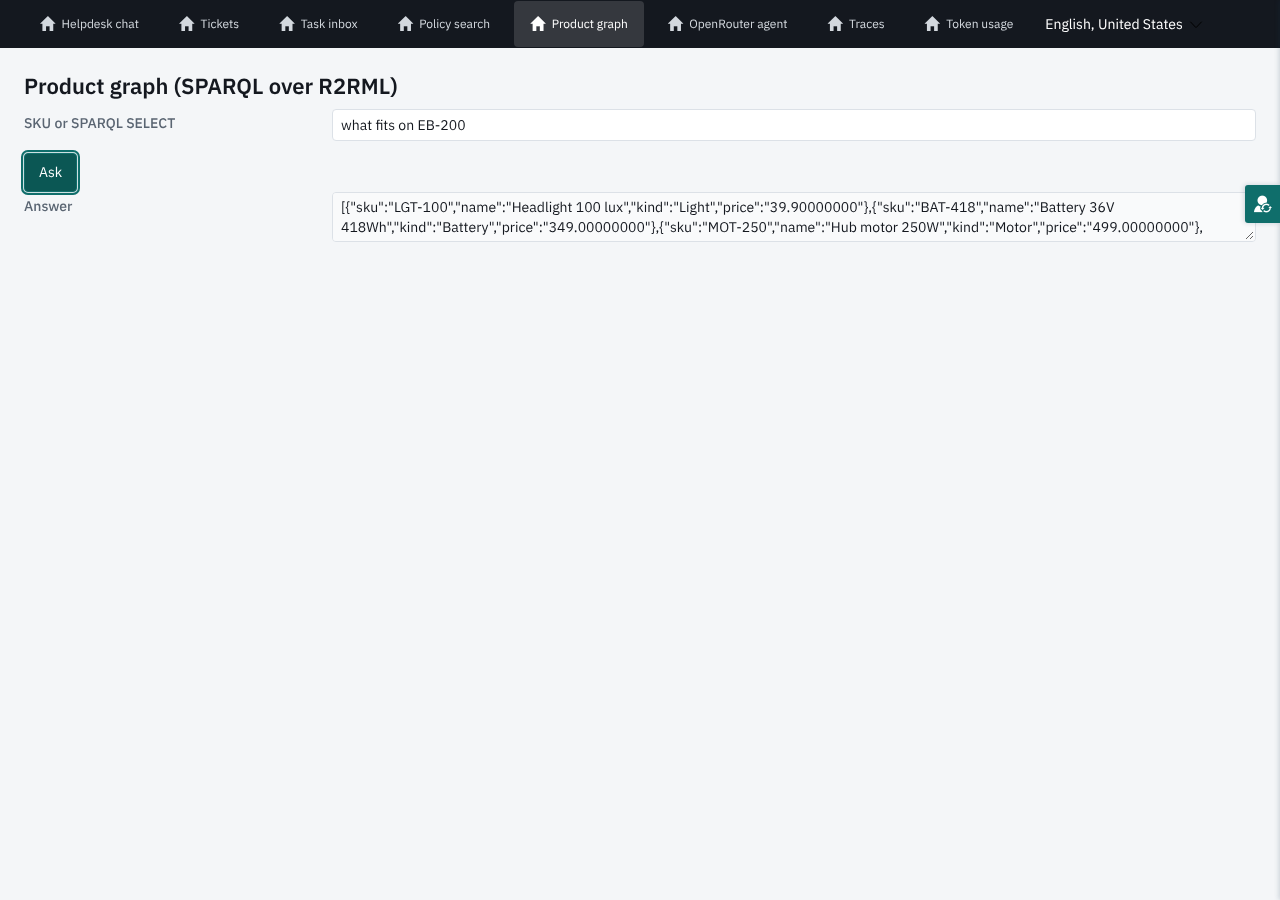 Helpdesk chat
Tickets
Task inbox
Policy search
Product graph
OpenRouter agent
Traces
Token usage
English, United States
Product graph (SPARQL over R2RML)
SKU or SPARQL SELECT
what fits on EB-200
Ask
Answer
[{"sku":"LGT-100","name":"Headlight 100 lux","kind":"Light","price":"39.90000000"},{"sku":"BAT-418","name":"Battery 36V
418Wh","kind":"Battery","price":"349.00000000"},{"sku":"MOT-250","name":"Hub motor 250W","kind":"Motor","price":"499.00000000"},